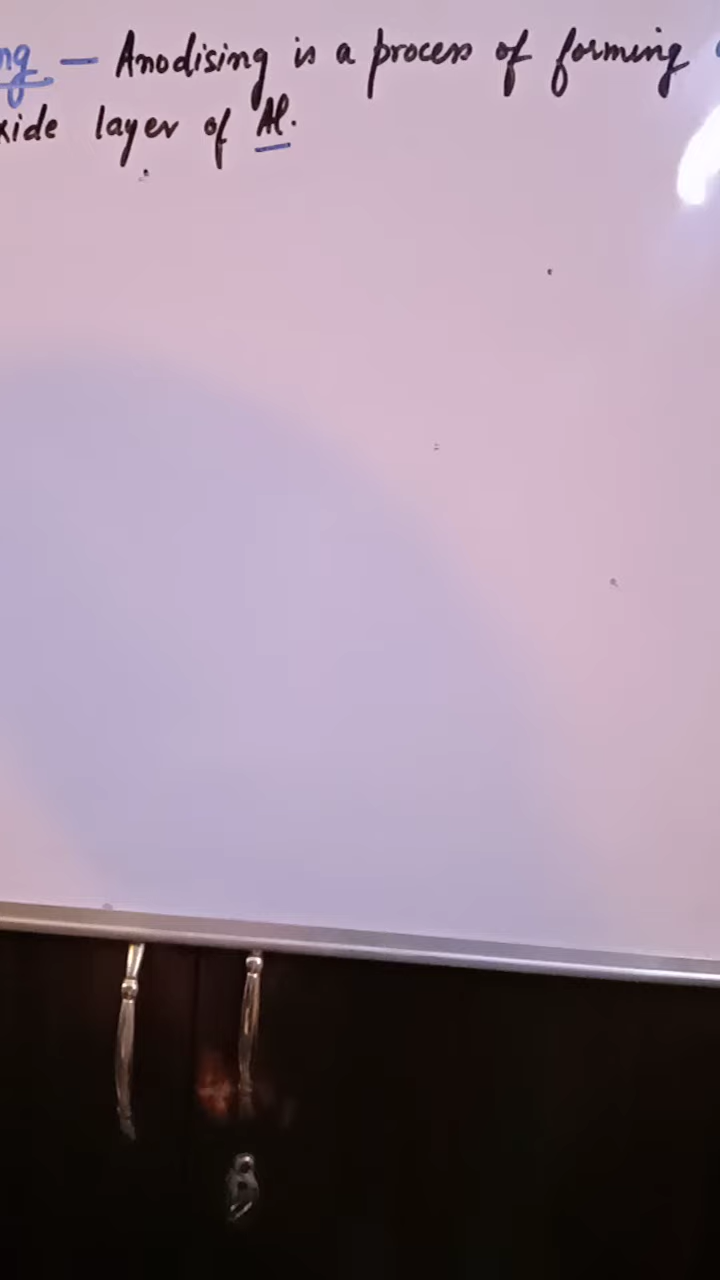 ng — Anodising is a process of forming
xide layer of Al.